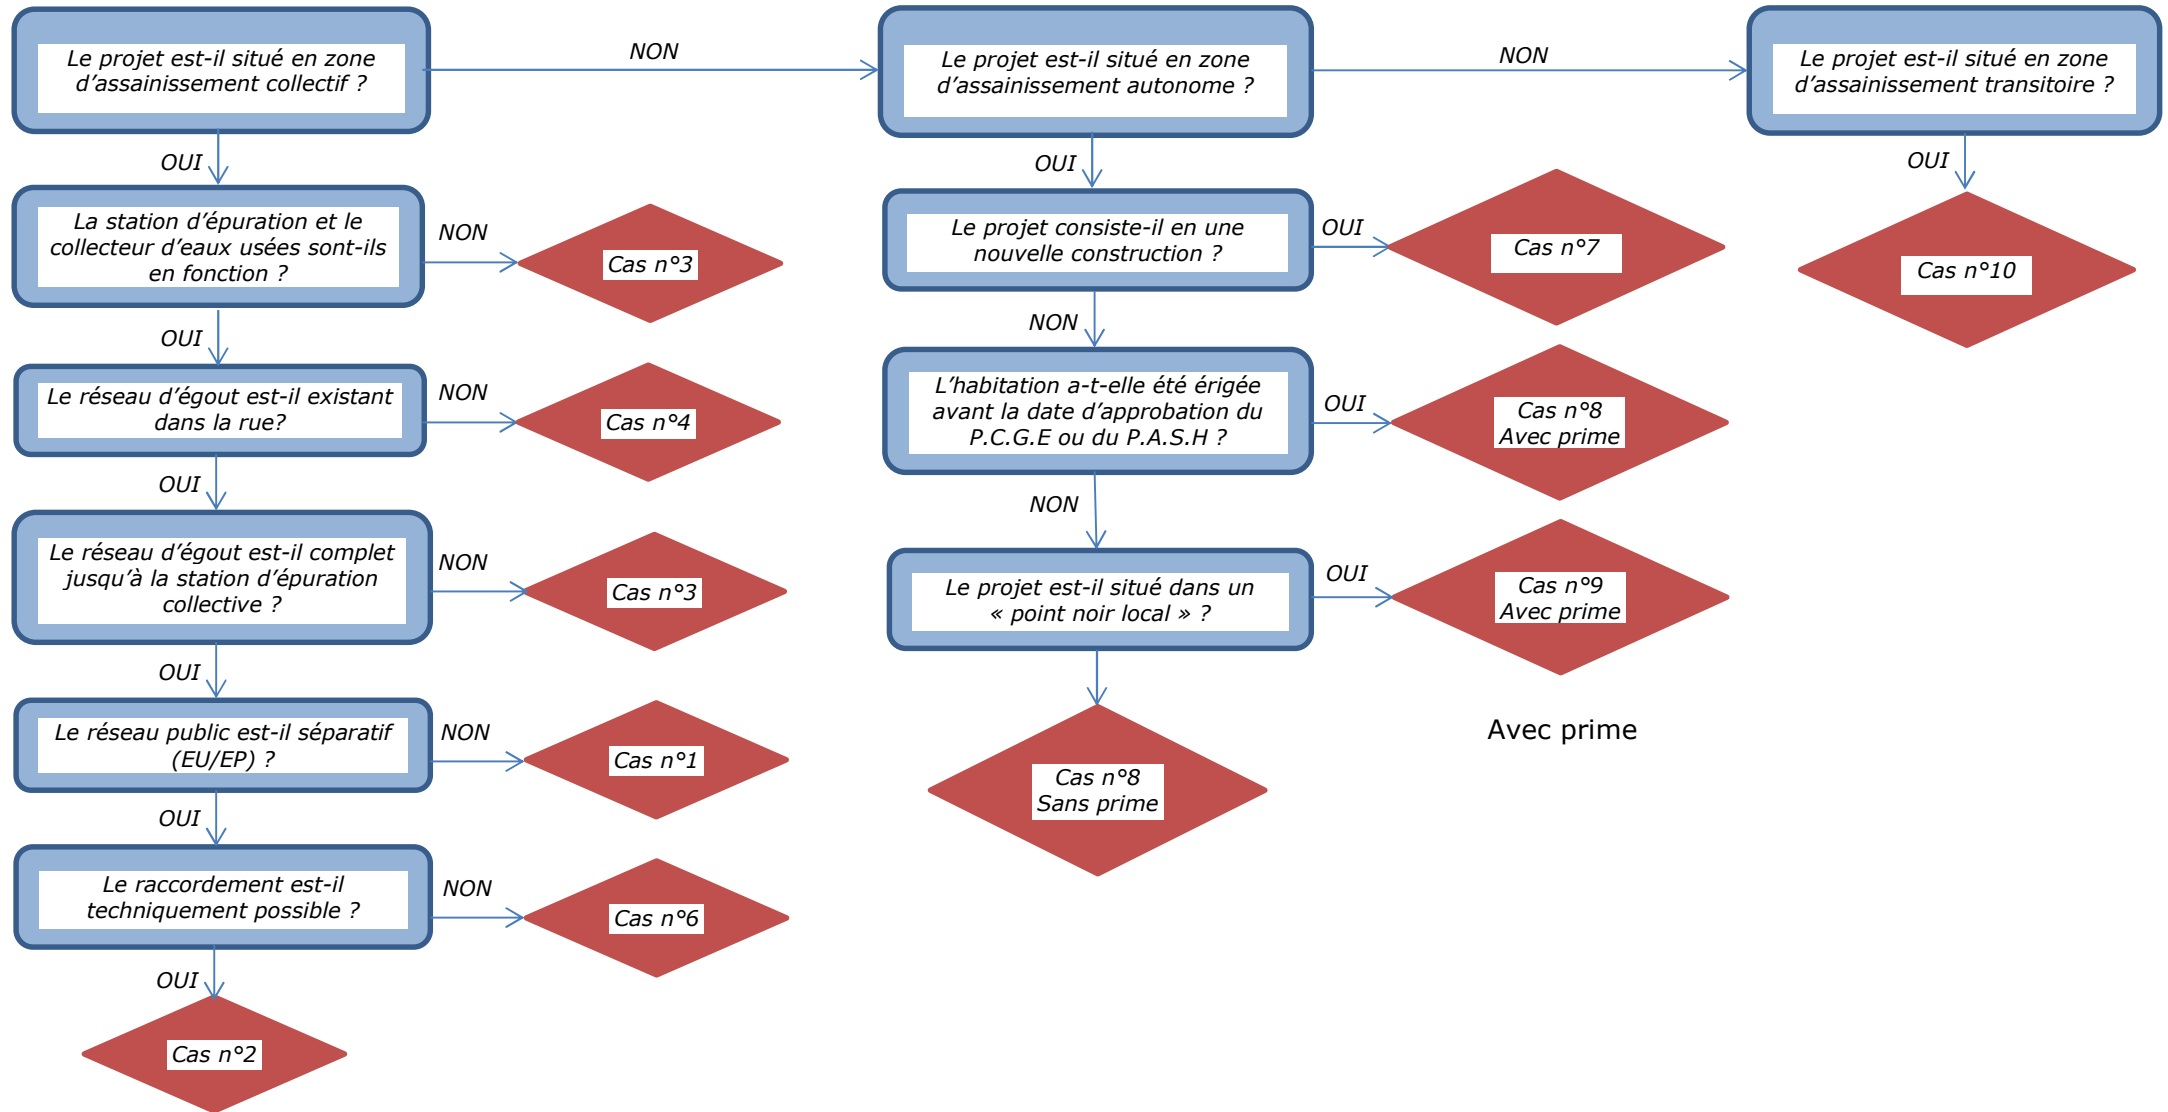 Le projet est-il situé en zone
d'assainissement collectif ?
NON
Le projet est-il situé en zone
d'assainissement autonome ?
NON
Le projet est-il situé en zone
d'assainissement transitoire ?
OUI
OUI
OUI
La station d'épuration et le
collecteur d'eaux usées sont-ils
en fonction ?
NON
Cas n°3
Le projet consiste-il en une
nouvelle construction ?
OUI
Cas n°7
Cas n°10
OUI
NON
Le réseau d'égout est-il existant
dans la rue?
NON
Cas n°4
L'habitation a-t-elle été érigée
avant la date d'approbation du
P.C.G.E ou du P.A.S.H ?
OUI
Cas n°8
Avec prime
OUI
NON
Le réseau d'égout est-il complet
jusqu'à la station d'épuration
collective ?
NON
Cas n°3
Le projet est-il situé dans un
« point noir local » ?
OUI
Cas n°9
Avec prime
OUI
Le réseau public est-il séparatif
(EU/EP) ?
NON
Cas n°1
Avec prime
Cas n°8
Sans prime
OUI
Le raccordement est-il
techniquement possible ?
NON
Cas n°6
OUI
Cas n°2